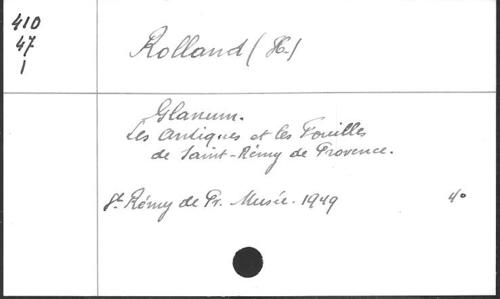 410
47
1
Rolland (H.)
Glanum.
Les Antiques et les Fouilles
de Saint-Rémy de Provence.
St Rémy de Pr. Musée. 1949 4°